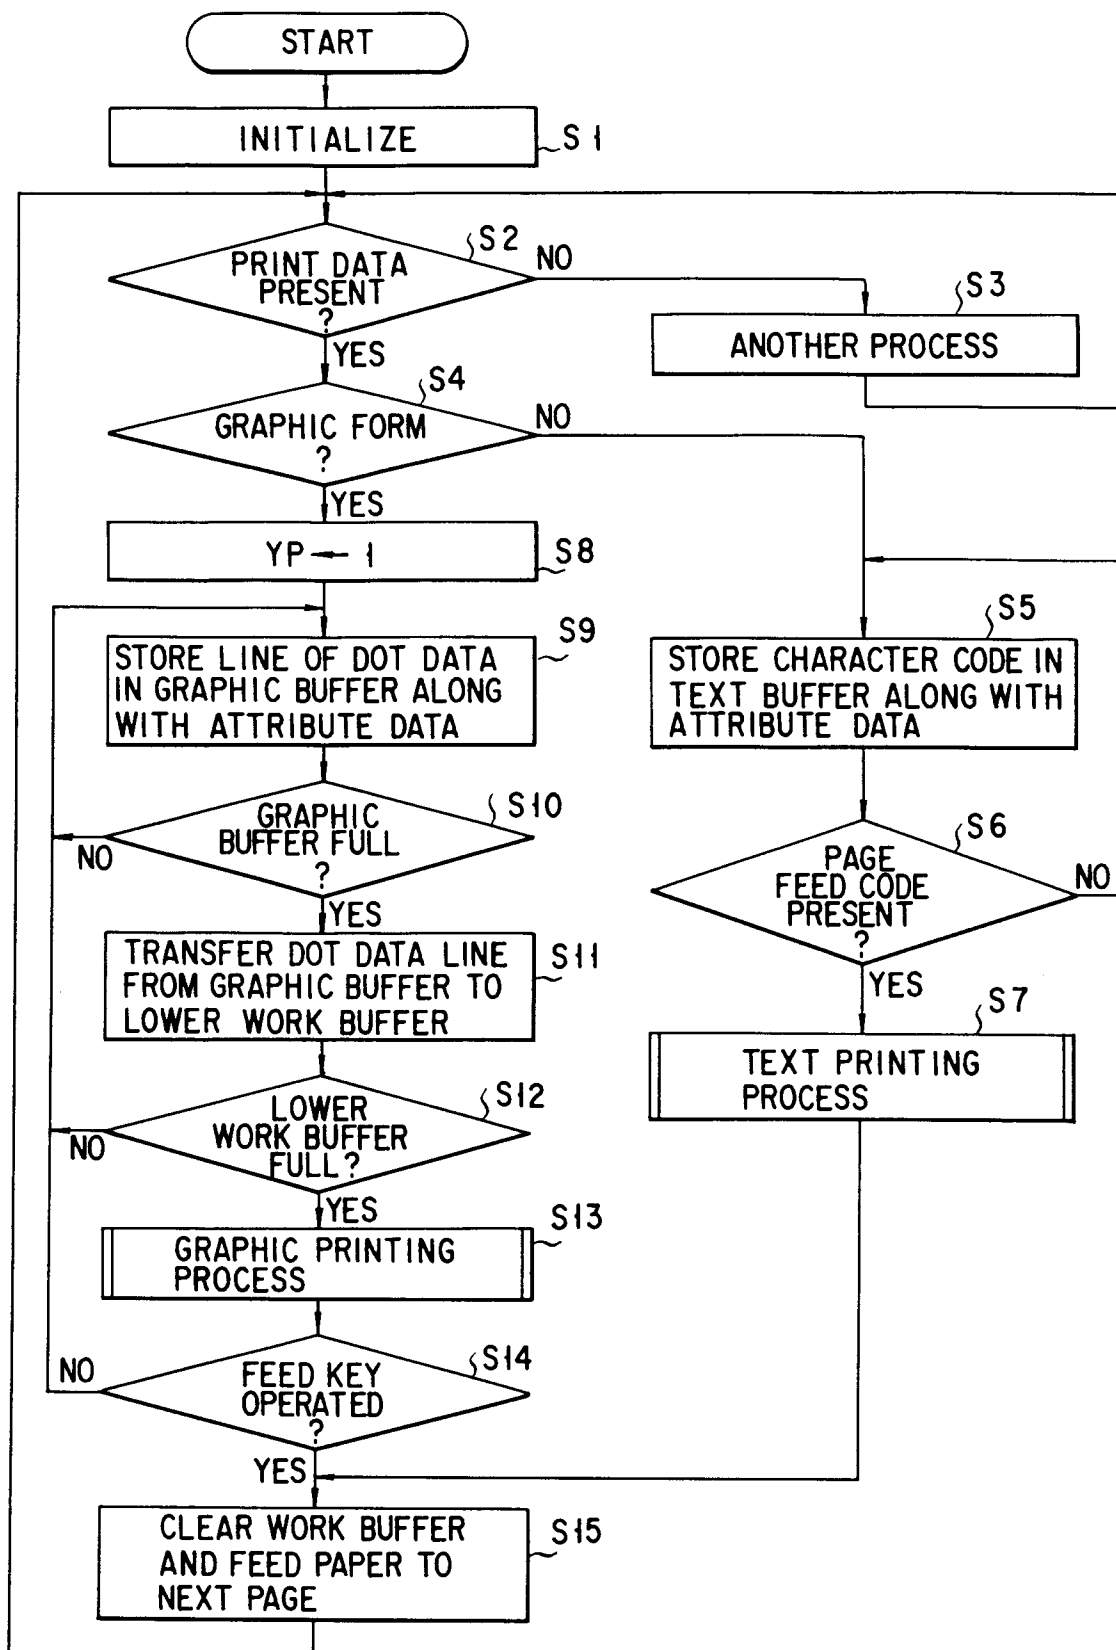 START
INITIALIZE
S1
S2
PRINT DATA
PRESENT
?
NO
YES
S3
ANOTHER PROCESS
S4
GRAPHIC FORM
?
NO
YES
YP ← 1
S8
S9
STORE LINE OF DOT DATA
IN GRAPHIC BUFFER ALONG
WITH ATTRIBUTE DATA
S5
STORE CHARACTER CODE IN
TEXT BUFFER ALONG WITH
ATTRIBUTE DATA
S10
GRAPHIC
BUFFER FULL
?
NO
YES
S6
PAGE
FEED CODE
PRESENT
?
NO
YES
S11
TRANSFER DOT DATA LINE
FROM GRAPHIC BUFFER TO
LOWER WORK BUFFER
S7
TEXT PRINTING
PROCESS
S12
LOWER
WORK BUFFER
FULL?
NO
YES
S13
GRAPHIC PRINTING
PROCESS
S14
FEED KEY
OPERATED
?
NO
YES
CLEAR WORK BUFFER
AND FEED PAPER TO
NEXT PAGE
S15